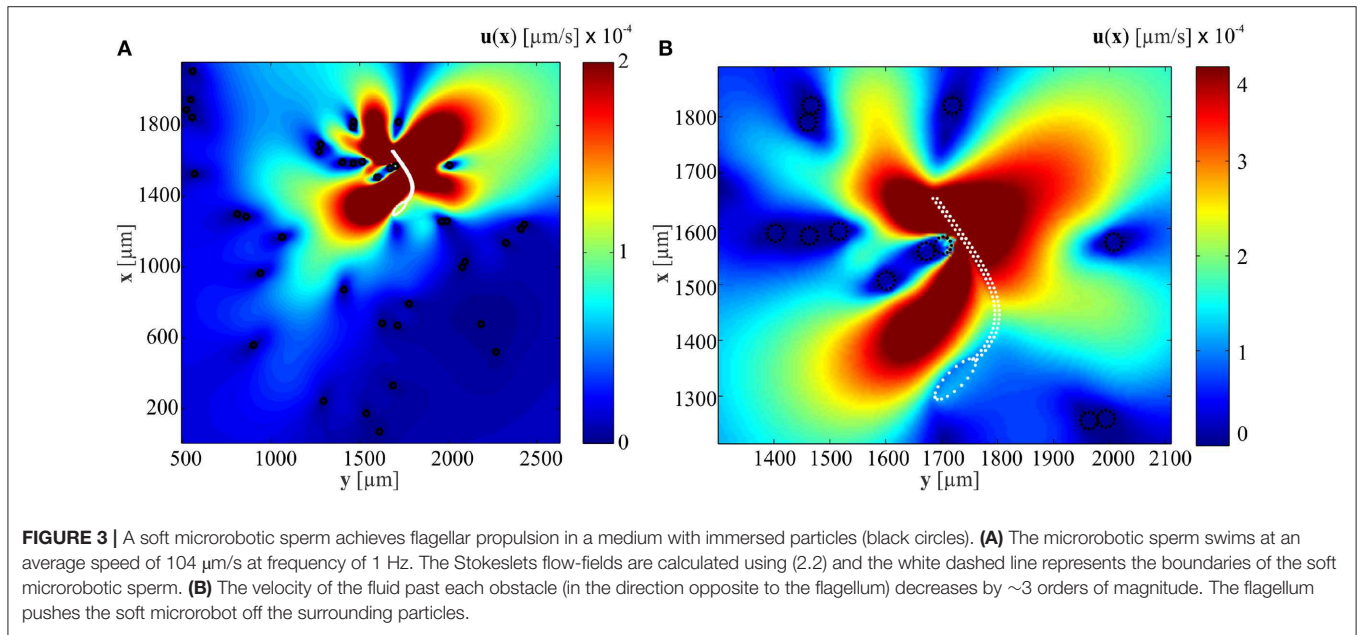 A
u(x) [µm/s] x 10-4
2
1
0
1800
1400
1000
600
200
x [µm]
500 1000 1500 2000 2500
y [µm]
B
u(x) [µm/s] x 10-4
4
3
2
1
0
1800
1700
1600
1500
1400
1300
x [µm]
1400 1500 1600 1700 1800 1900 2000 2100
y [µm]
FIGURE 3 | A soft microrobotic sperm achieves flagellar propulsion in a medium with immersed particles (black circles). (A) The microrobotic sperm swims at an
average speed of 104 µm/s at frequency of 1 Hz. The Stokeslets flow-fields are calculated using (2.2) and the white dashed line represents the boundaries of the soft
microrobotic sperm. (B) The velocity of the fluid past each obstacle (in the direction opposite to the flagellum) decreases by ~3 orders of magnitude. The flagellum
pushes the soft microrobot off the surrounding particles.